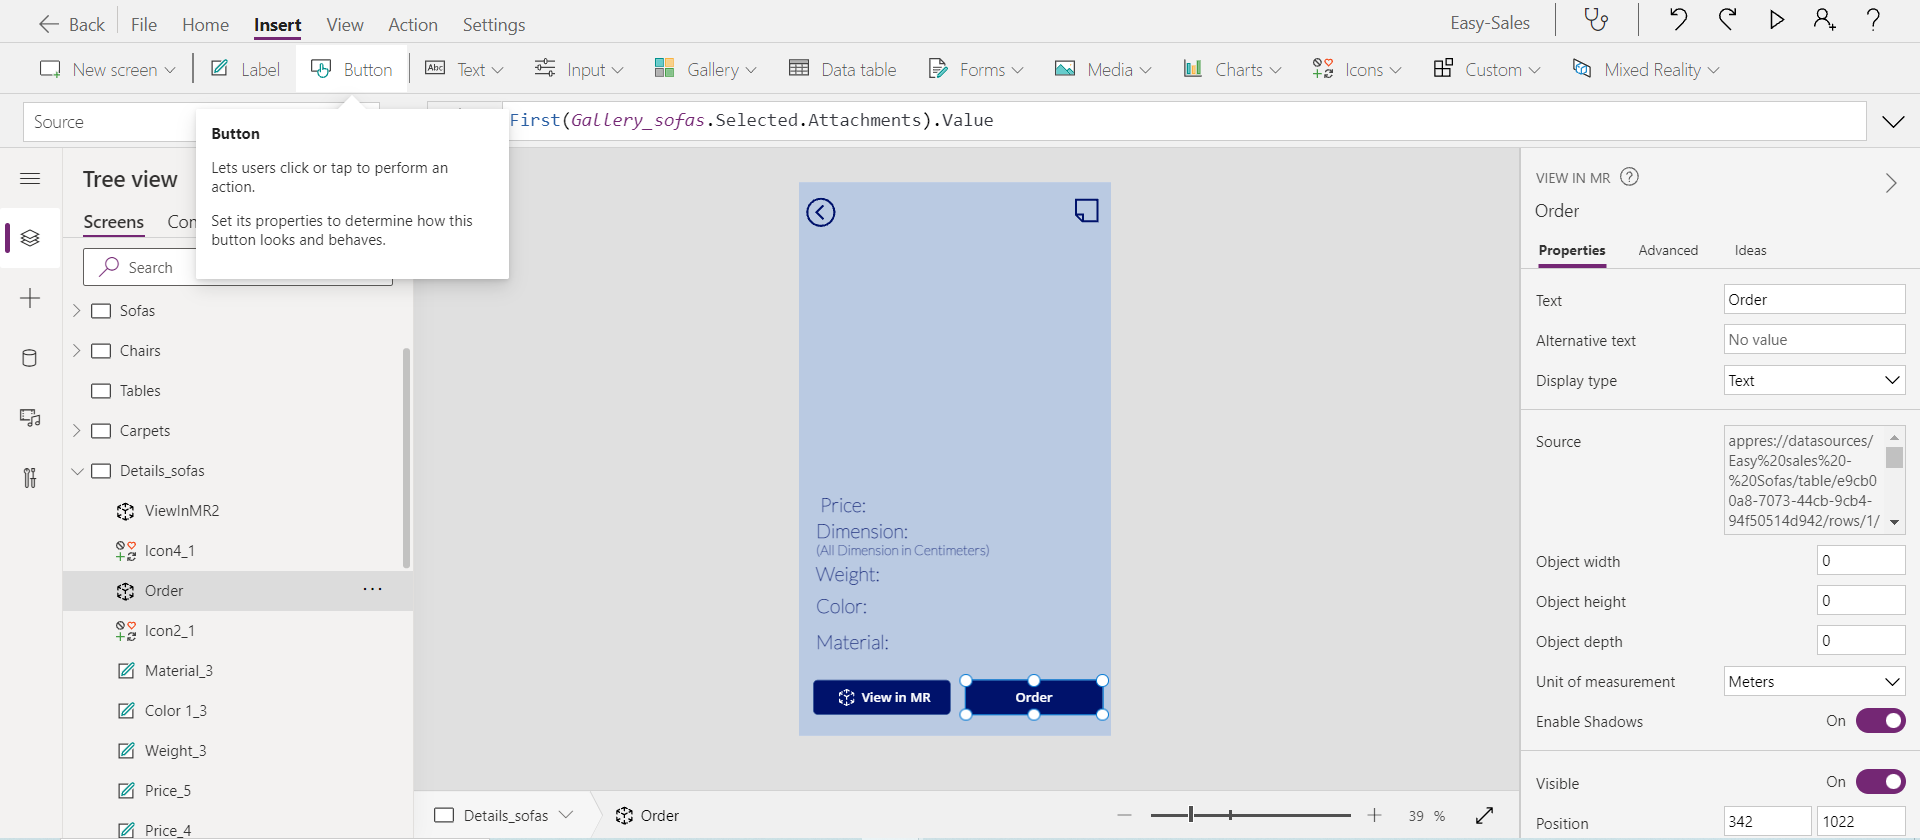 Back File Home Insert View Action Settings Easy-Sales
New screen Label Button Abc Text Input Gallery Data table Forms Media Charts Icons Custom Mixed Reality
Source First(Gallery_sofas.Selected.Attachments).Value
Button
Lets users click or tap to perform an
action.
Set its properties to determine how this
button looks and behaves.
Tree view
Screens Con
Search
Sofas
Chairs
Tables
Carpets
Details_sofas
ViewInMR2
Icon4_1
Order ...
Icon2_1
Material_3
Color 1_3
Weight_3
Price_5
Price_4
Price:
Dimension:
(All Dimension in Centimeters)
Weight:
Color:
Material:
View in MR Order
Details_sofas Order 39 %
VIEW IN MR ?
Order
Properties Advanced Ideas
Text Order
Alternative text No value
Display type Text
Source appres://datasources/
Easy%20sales%20-
%20Sofas/table/e9cb0
0a8-7073-44cb-9cb4-
94f50514d942/rows/1/
Object width 0
Object height 0
Object depth 0
Unit of measurement Meters
Enable Shadows On
Visible On
Position 342 1022